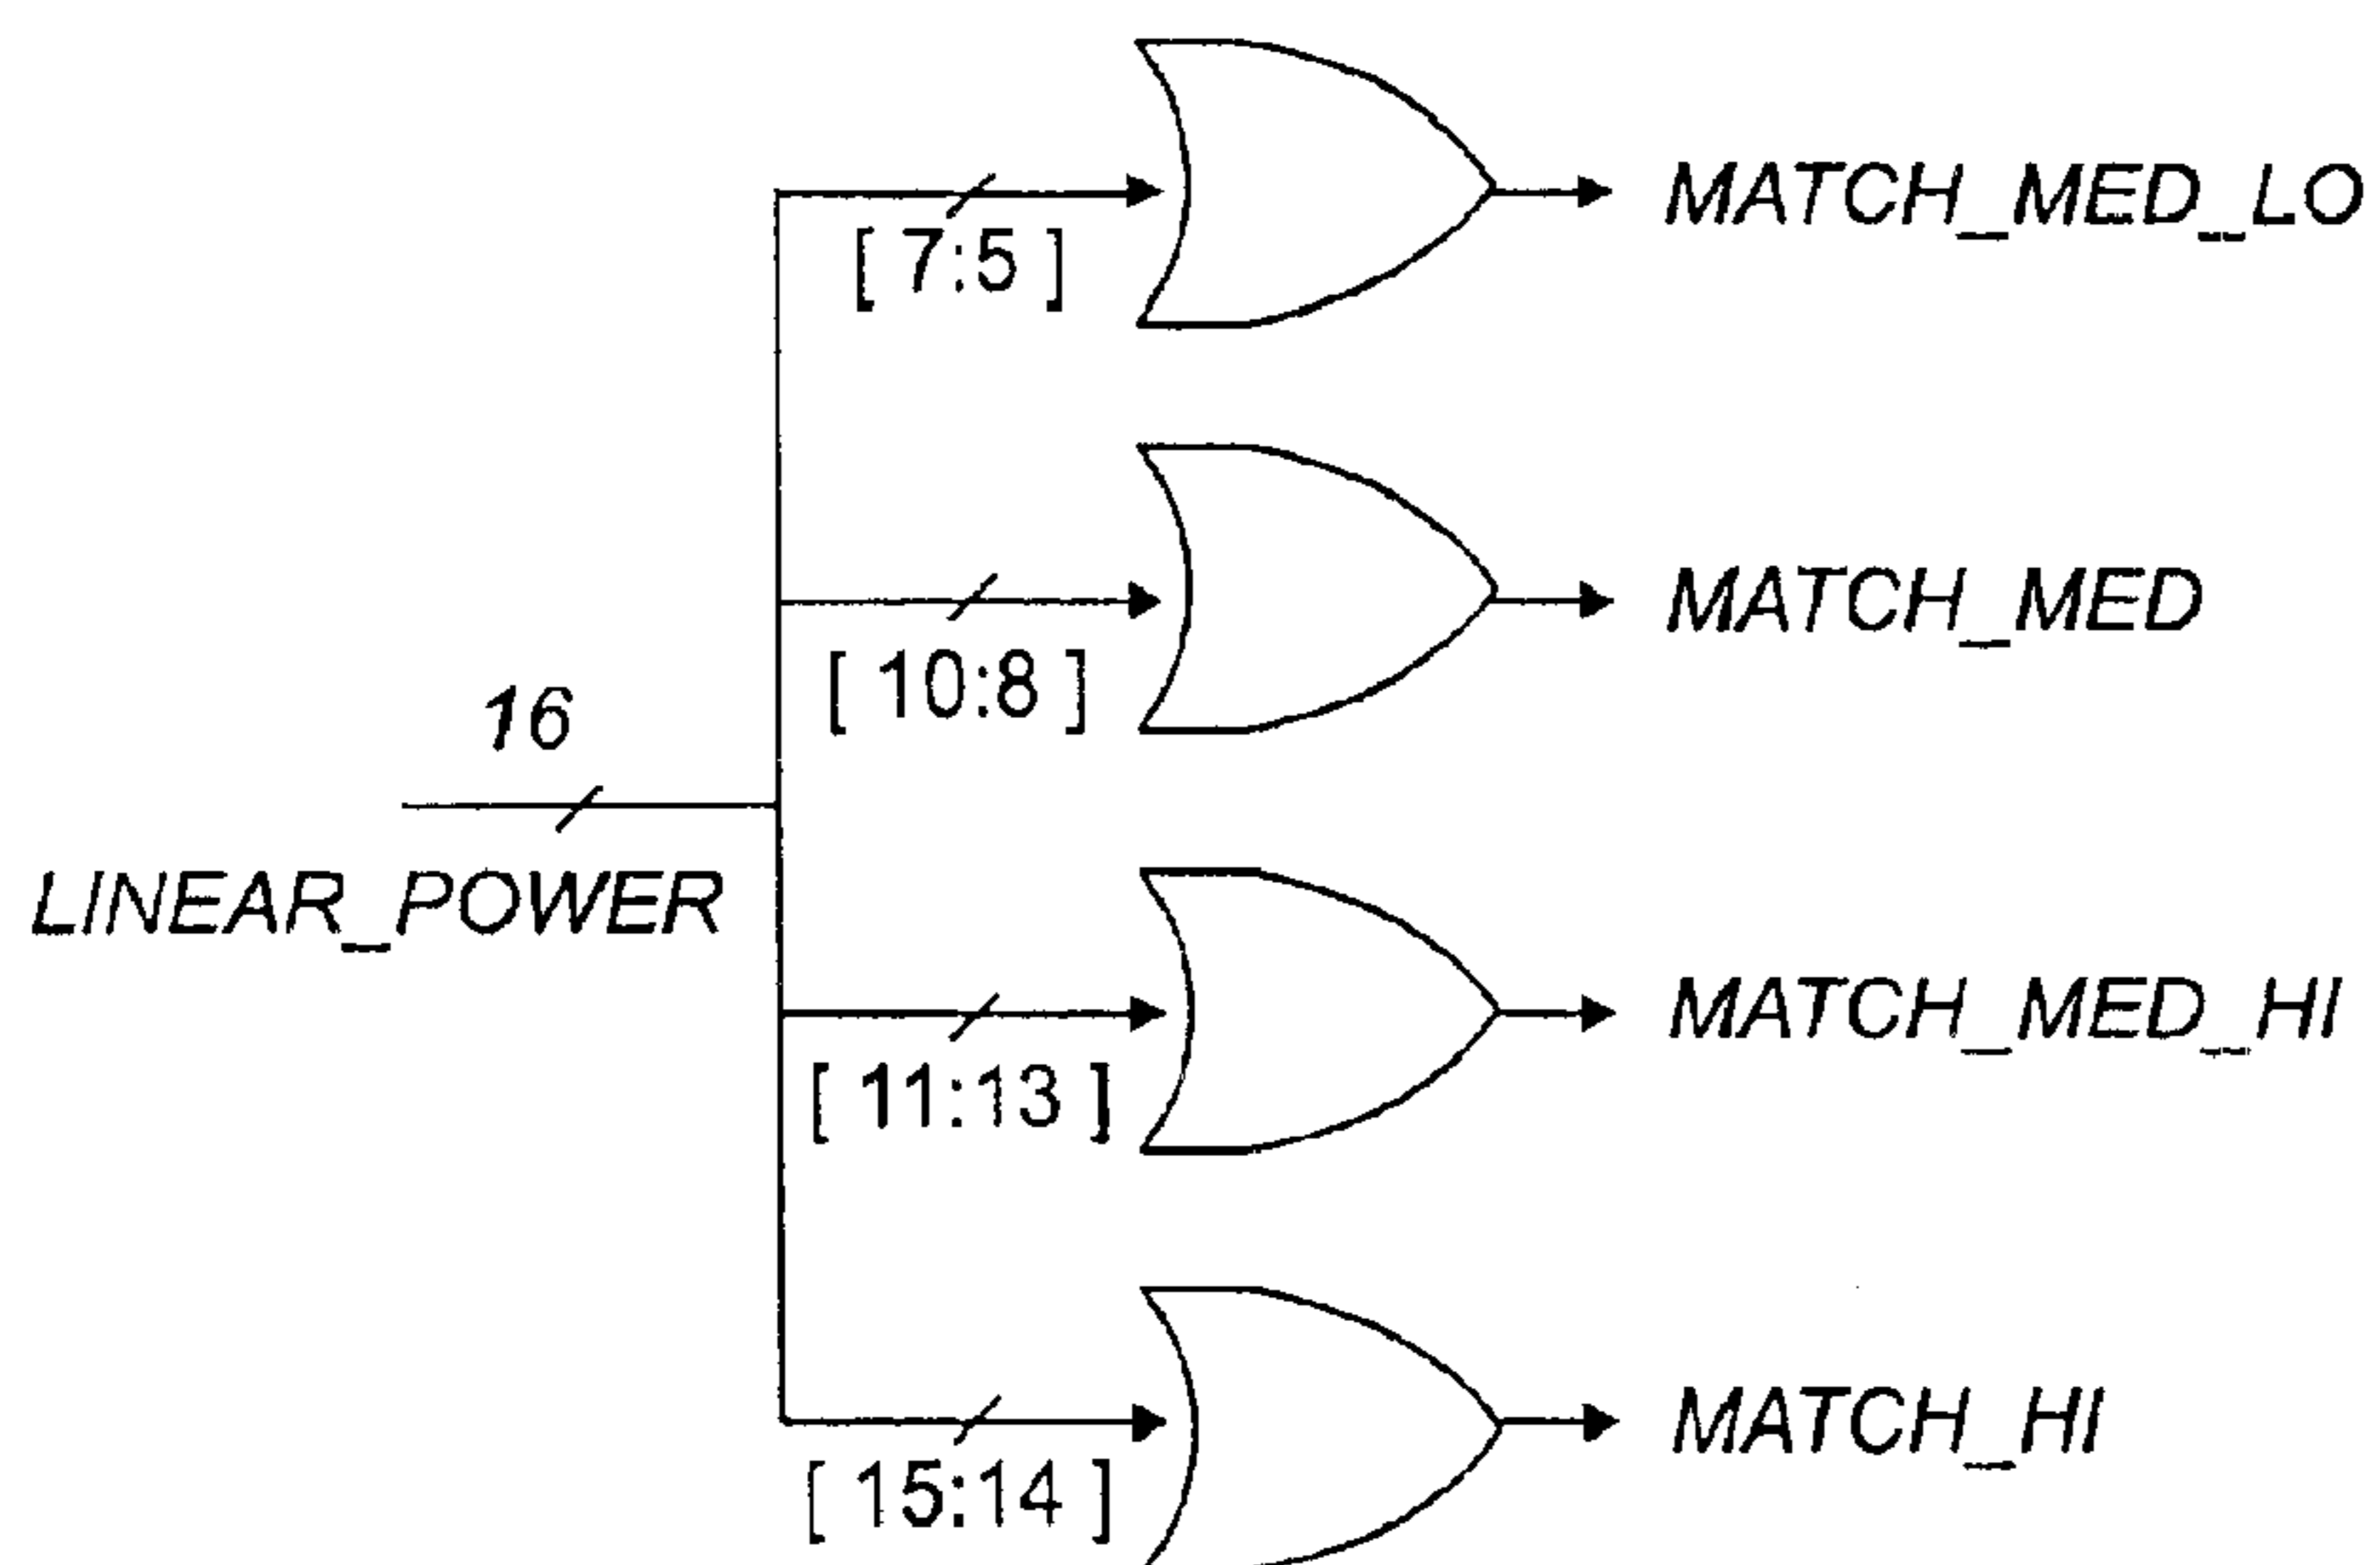 MATCH_MED_LO
[ 7:5 ]
MATCH_MED
[ 10:8 ]
16
LINEAR_POWER
MATCH_MED_HI
[ 11:13 ]
MATCH_HI
[ 15:14 ]